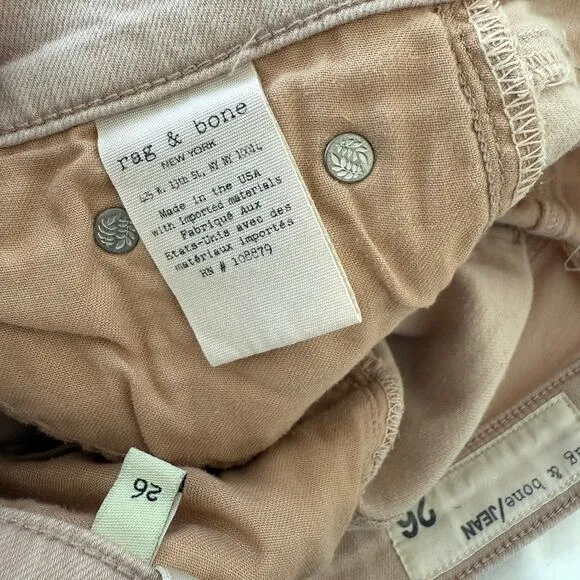 rag & bone
NEW YORK
425 W. 13th St, NY NY 10014
Made in the USA
with imported materials
Fabriqué Aux
Etats-Unis avec des
matériaux importés
RN # 108879
26
rag & bone/JEAN
26